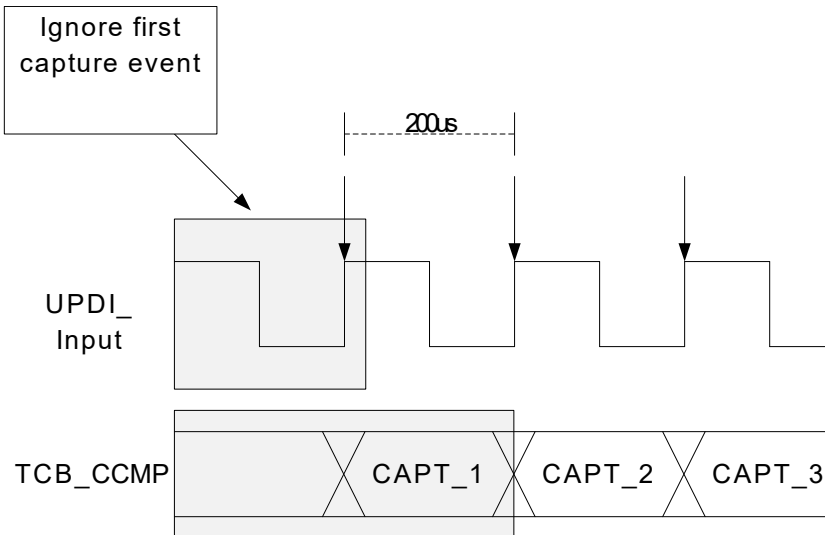 Ignore first
capture event
200us
UPDI_
Input
TCB_CCMP
CAPT_1
CAPT_2
CAPT_3